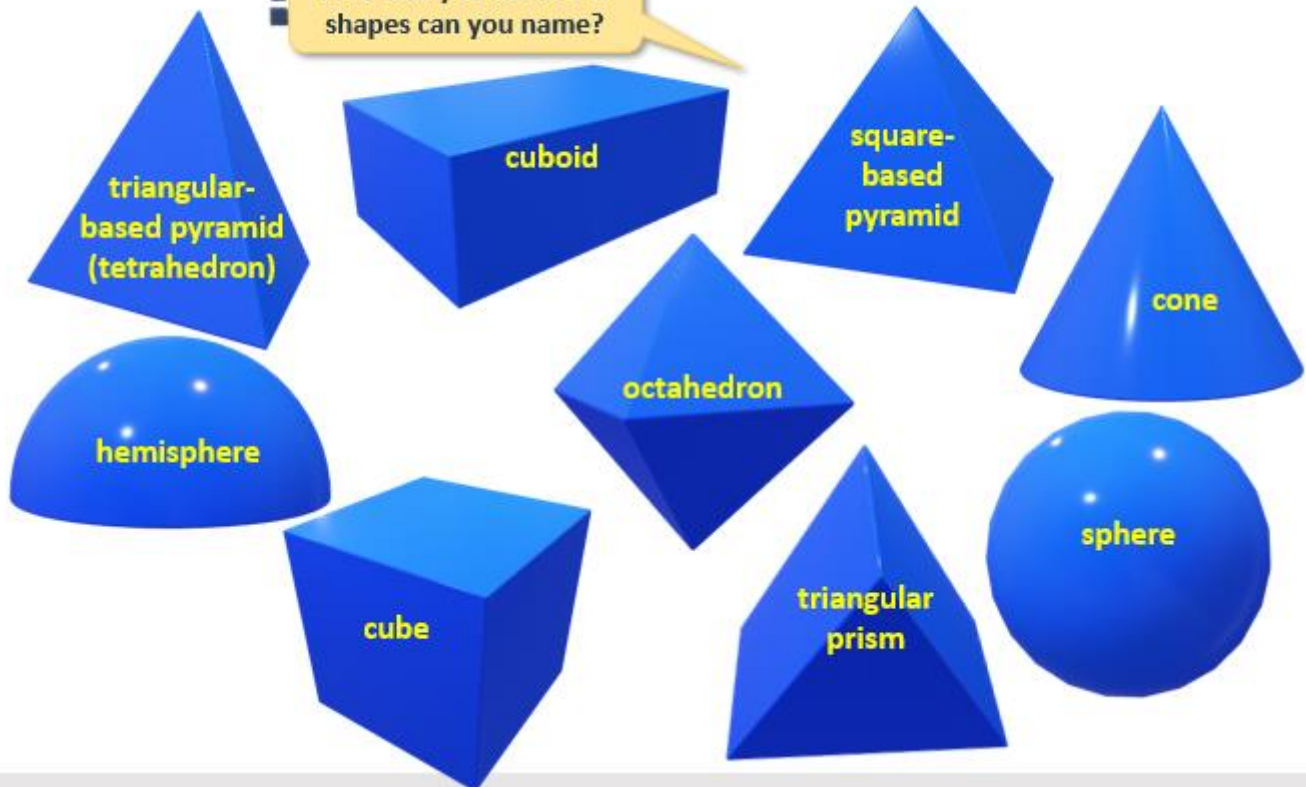 shapes can you name?
triangular-
based pyramid
(tetrahedron)
cuboid
square-
based
pyramid
cone
hemisphere
octahedron
sphere
cube
triangular
prism